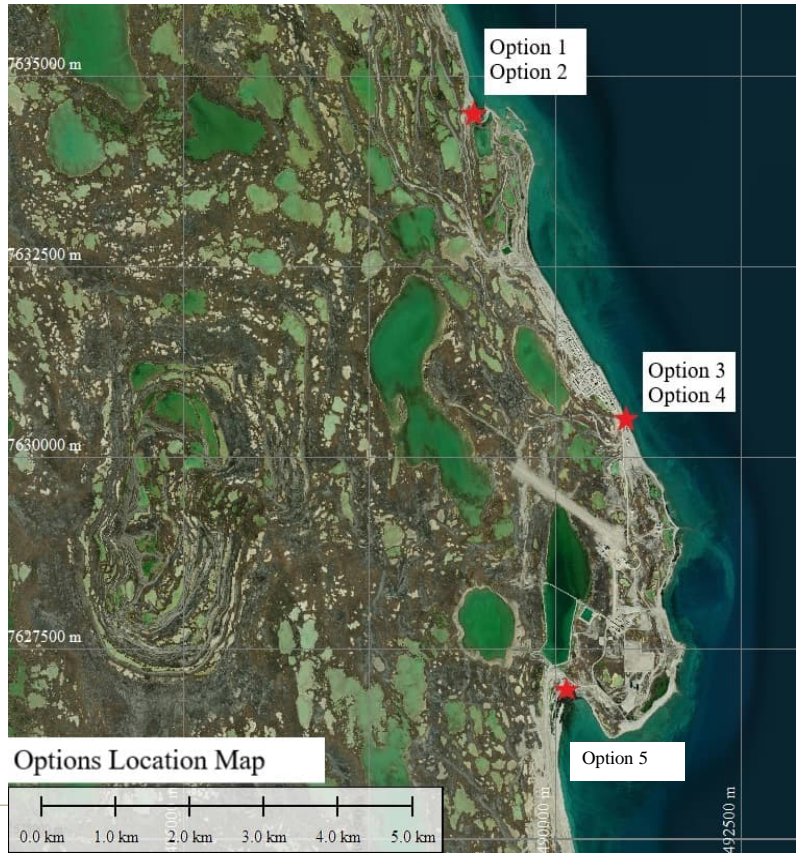 Option 1
Option 2
7635000 m
7632500 m
Option 3
Option 4
7630000 m
7627500 m
Option 5
Options Location Map
490000 m
492500 m
0.0 km 1.0 km 2.0 km 3.0 km 4.0 km 5.0 km